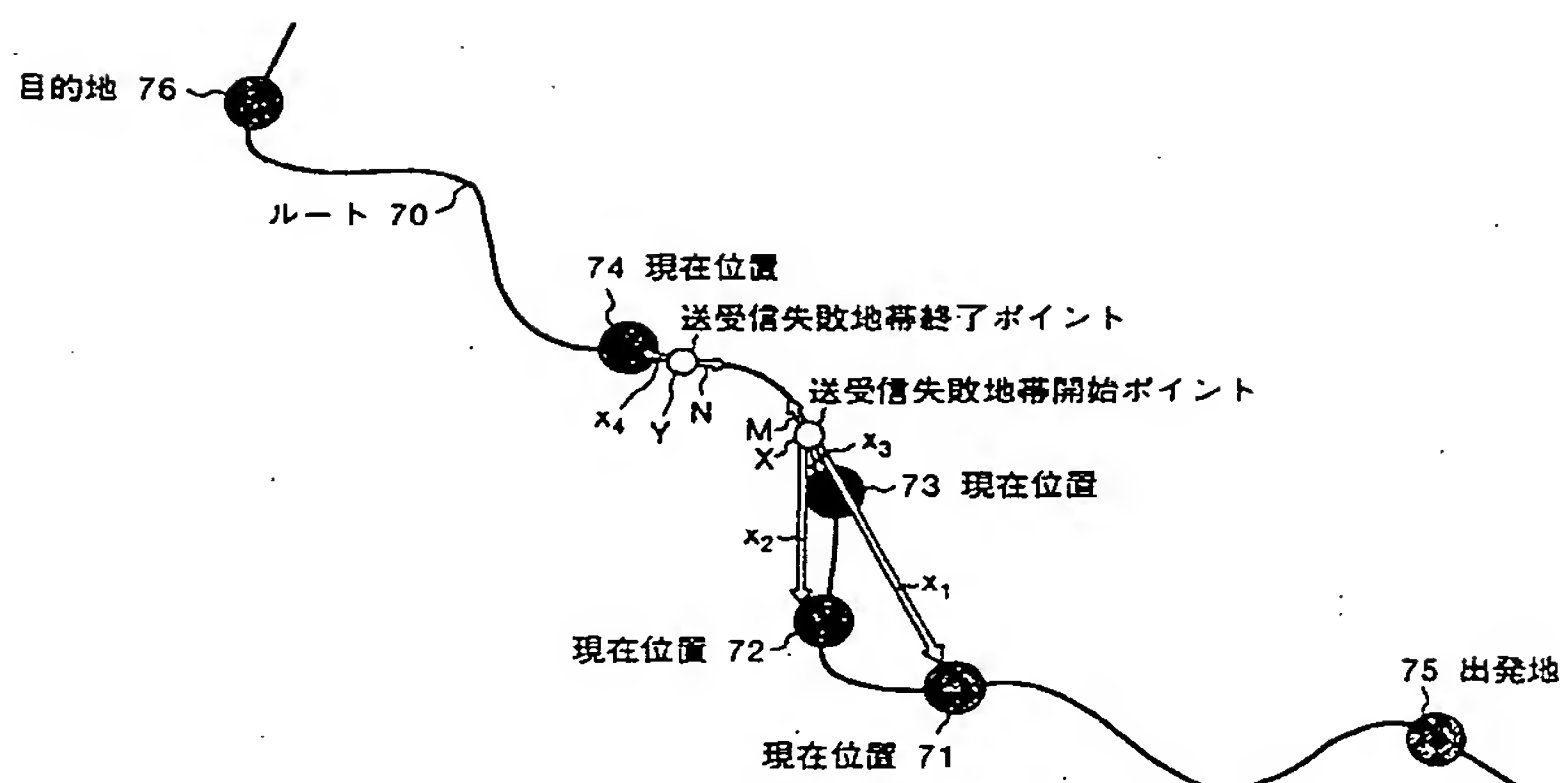 目的地 76
ルート 70
74 現在位置
送受信失敗地帯終了ポイント
送受信失敗地帯開始ポイント
x₄
Y
N
M
X
x₃
73 現在位置
x₂
x₁
現在位置 72
75 出発地
現在位置 71